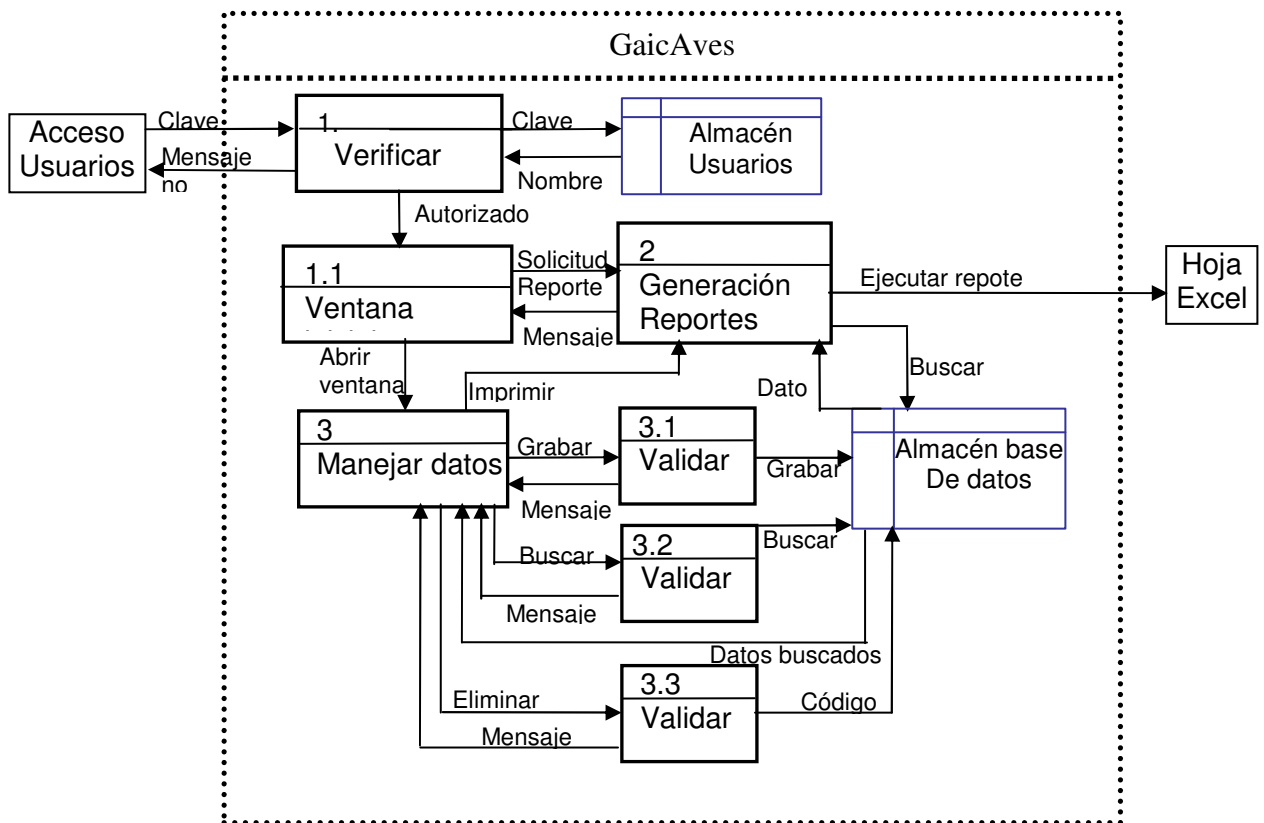 GaicAves
Acceso
Usuarios
Clave
Mensaje
no
1.
Verificar
Clave
Nombre
Almacén
Usuarios
Autorizado
1.1
Ventana
Solicitud
Reporte
Mensaje
2
Generación
Reportes
Ejecutar repote
Hoja
Excel
Abrir
ventana
Imprimir
Dato
Buscar
3
Manejar datos
Grabar
Mensaje
3.1
Validar
Grabar
Almacén base
De datos
Buscar
Mensaje
3.2
Validar
Buscar
Datos buscados
Eliminar
Mensaje
3.3
Validar
Código